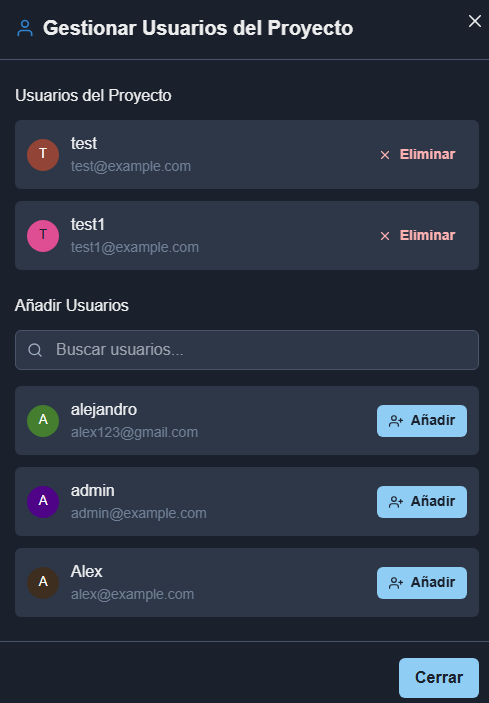 Gestionar Usuarios del Proyecto
Usuarios del Proyecto
T
test
test@example.com
Eliminar
T
test1
test1@example.com
Eliminar
Añadir Usuarios
Buscar usuarios...
A
alejandro
alex123@gmail.com
Añadir
A
admin
admin@example.com
Añadir
A
Alex
alex@example.com
Añadir
Cerrar